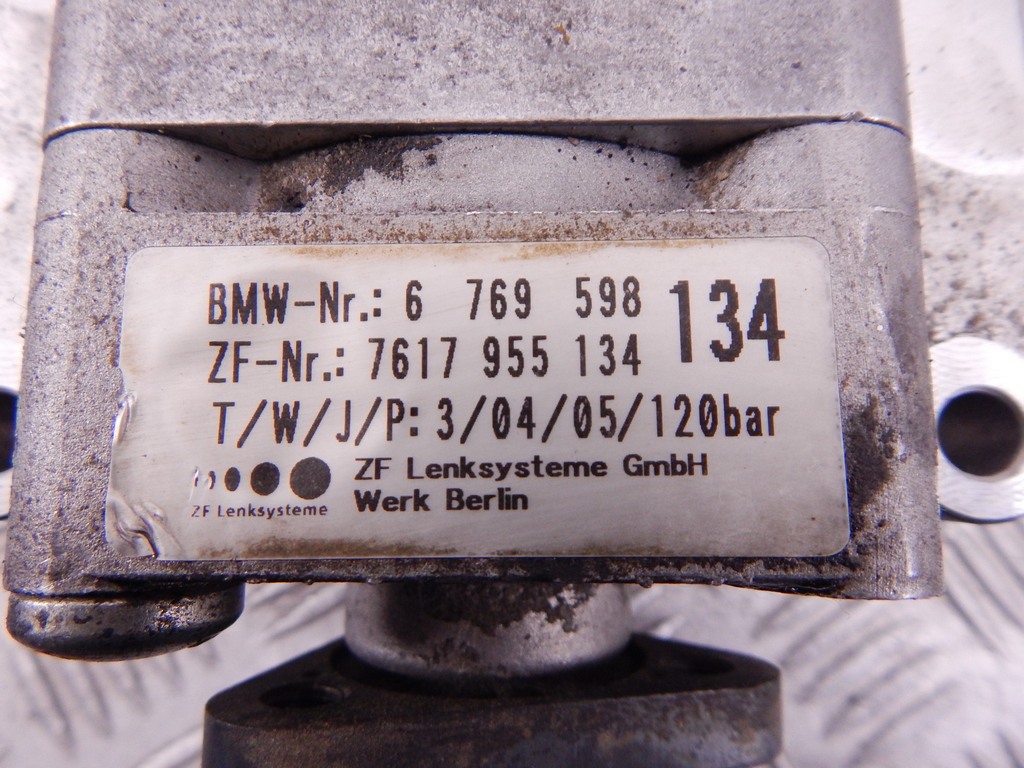 BMW-Nr.: 6 769 598 134
ZF-Nr.: 7617 955 134
T/W/J/P: 3/04/05/120bar
ZF Lenksysteme GmbH
Werk Berlin
ZF Lenksysteme